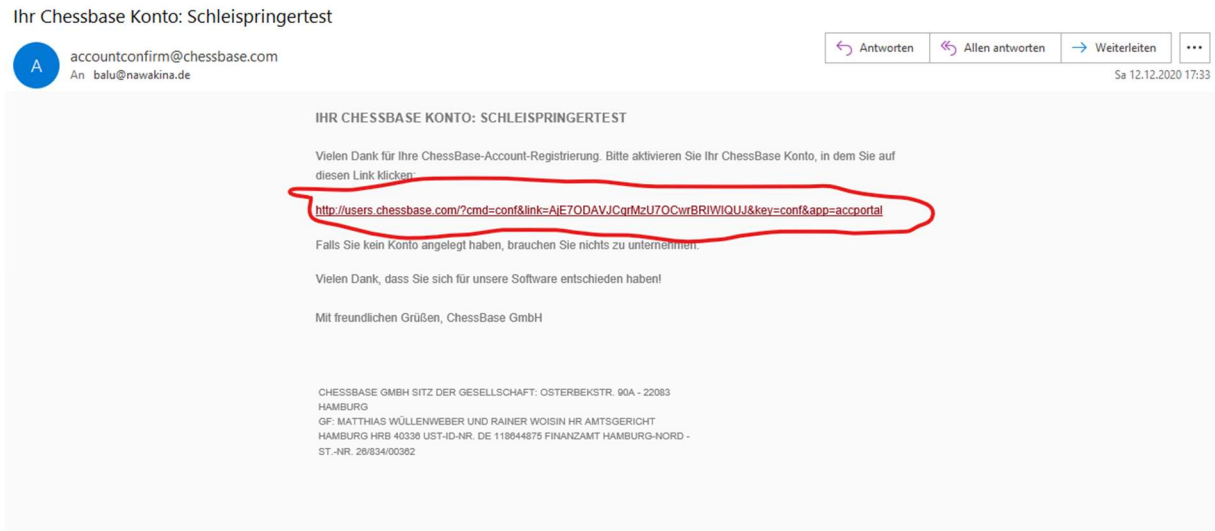 Ihr Chessbase Konto: Schleispringertest
A
accountconfirm@chessbase.com
An balu@nawakina.de
Antworten
Allen antworten
Weiterleiten
...
Sa 12.12.2020 17:33
IHR CHESSBASE KONTO: SCHLEISPRINGERTEST
Vielen Dank für Ihre ChessBase-Account-Registrierung. Bitte aktivieren Sie Ihr ChessBase Konto, in dem Sie auf
diesen Link klicken:
http://users.chessbase.com/?cmd=conf&link=AjE7ODAVJCqrMzU7OCwrBRIWIQUJ&key=conf&app=accportal
Falls Sie kein Konto angelegt haben, brauchen Sie nichts zu unternehmen.
Vielen Dank, dass Sie sich für unsere Software entschieden haben!
Mit freundlichen Grüßen, ChessBase GmbH
CHESSBASE GMBH SITZ DER GESELLSCHAFT: OSTERBEKSTR. 90A - 22083
HAMBURG
GF: MATTHIAS WÜLLENWEBER UND RAINER WOISIN HR AMTSGERICHT
HAMBURG HRB 40336 UST-ID-NR. DE 118644875 FINANZAMT HAMBURG-NORD -
ST.-NR. 26/834/00362